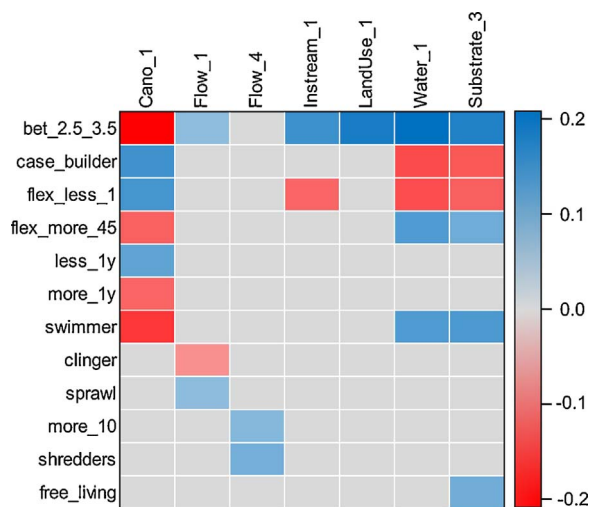 Cano_1
Flow_1
Flow_4
Instream_1
LandUse_1
Water_1
Substrate_3
bet_2.5_3.5
case_builder
flex_less_1
flex_more_45
less_1y
more_1y
swimmer
clinger
sprawl
more_10
shredders
free_living
0.2
0.1
0.0
-0.1
-0.2